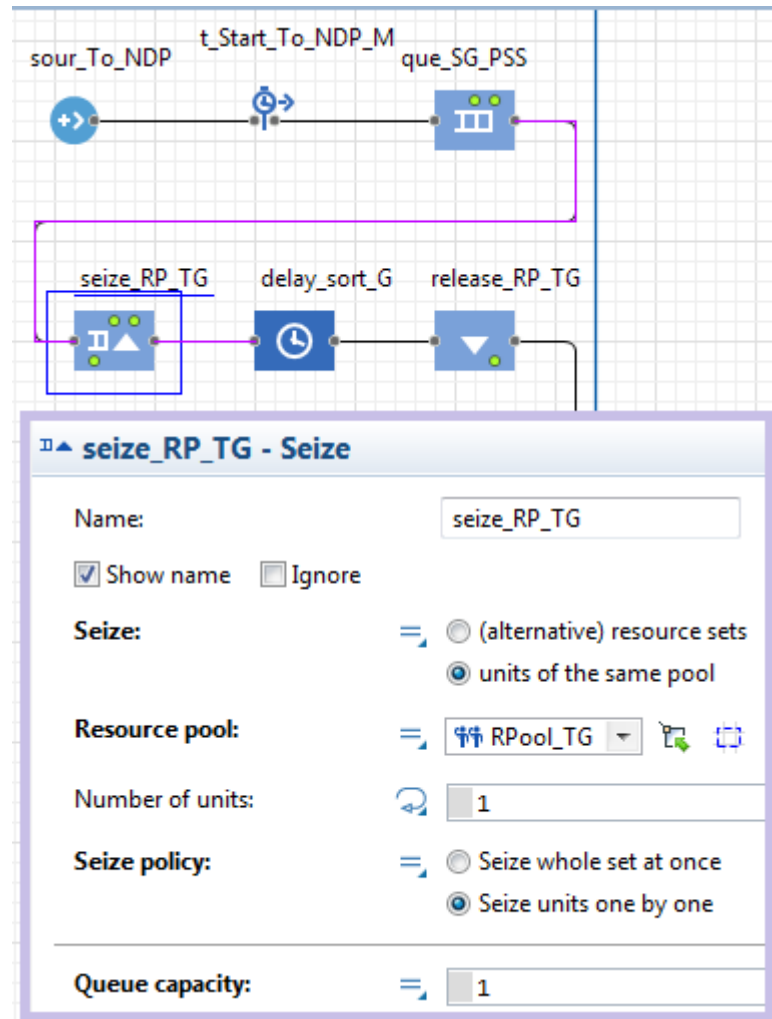 t_Start_To_NDP_M
sour_To_NDP
que_SG_PSS
seize_RP_TG delay_sort_G release_RP_TG
seize_RP_TG - Seize
Name: seize_RP_TG
Show name Ignore
Seize: (alternative) resource sets
units of the same pool
Resource pool: RPool_TG
Number of units: 1
Seize policy: Seize whole set at once
Seize units one by one
Queue capacity: 1